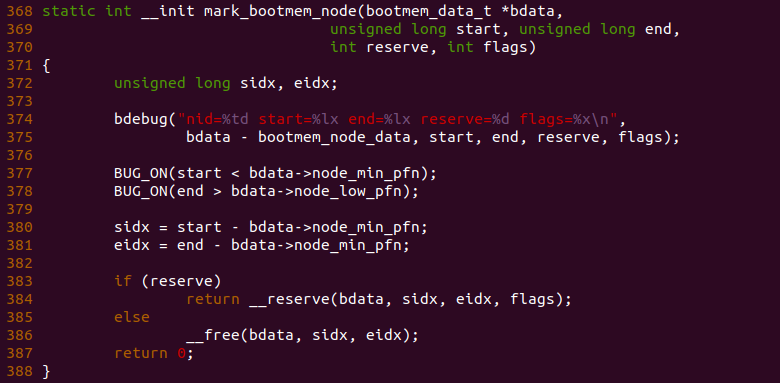 368 static int __init mark_bootmem_node(bootmem_data_t *bdata,
369                                 unsigned long start, unsigned long end,
370                                 int reserve, int flags)
371 {
372         unsigned long sidx, eidx;
373
374         bdebug("nid=%td start=%lx end=%lx reserve=%d flags=%x\n",
375                 bdata - bootmem_node_data, start, end, reserve, flags);
376
377         BUG_ON(start < bdata->node_min_pfn);
378         BUG_ON(end > bdata->node_low_pfn);
379
380         sidx = start - bdata->node_min_pfn;
381         eidx = end - bdata->node_min_pfn;
382
383         if (reserve)
384                 return __reserve(bdata, sidx, eidx, flags);
385         else
386                 __free(bdata, sidx, eidx);
387         return 0;
388 }